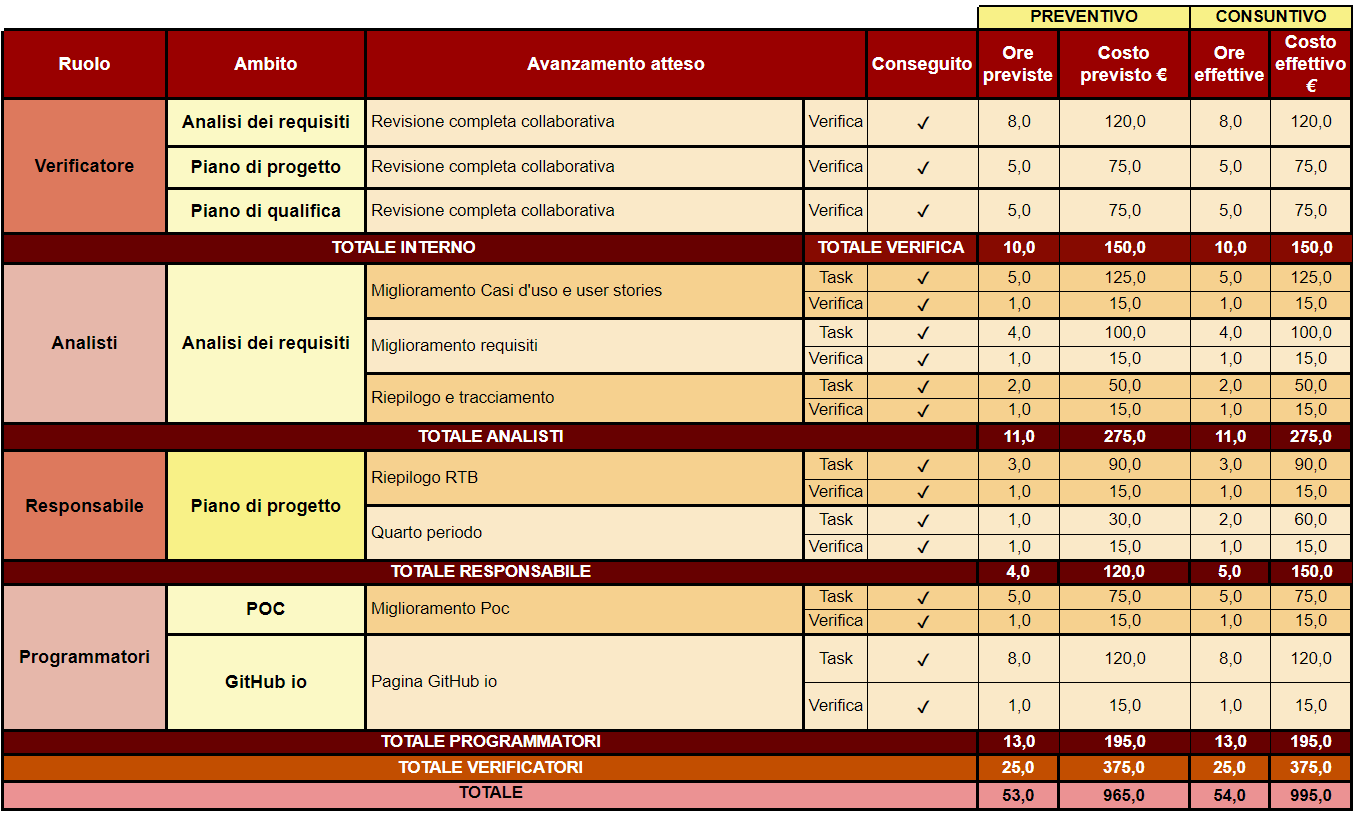 PREVENTIVO CONSUNTIVO
Ruolo Ambito Avanzamento atteso Conseguito Ore previste Costo previsto € Ore effettive Costo effettivo €
Verificatore Analisi dei requisiti Revisione completa collaborativa Verifica ✓ 8,0 120,0 8,0 120,0
Piano di progetto Revisione completa collaborativa Verifica ✓ 5,0 75,0 5,0 75,0
Piano di qualifica Revisione completa collaborativa Verifica ✓ 5,0 75,0 5,0 75,0
TOTALE INTERNO TOTALE VERIFICA 10,0 150,0 10,0 150,0
Analisti Analisi dei requisiti Miglioramento Casi d'uso e user stories Task ✓ 5,0 125,0 5,0 125,0
Verifica ✓ 1,0 15,0 1,0 15,0
Miglioramento requisiti Task ✓ 4,0 100,0 4,0 100,0
Verifica ✓ 1,0 15,0 1,0 15,0
Riepilogo e tracciamento Task ✓ 2,0 50,0 2,0 50,0
Verifica ✓ 1,0 15,0 1,0 15,0
TOTALE ANALISTI 11,0 275,0 11,0 275,0
Responsabile Piano di progetto Riepilogo RTB Task ✓ 3,0 90,0 3,0 90,0
Verifica ✓ 1,0 15,0 1,0 15,0
Quarto periodo Task ✓ 1,0 30,0 2,0 60,0
Verifica ✓ 1,0 15,0 1,0 15,0
TOTALE RESPONSABILE 4,0 120,0 5,0 150,0
Programmatori POC Miglioramento Poc Task ✓ 5,0 75,0 5,0 75,0
Verifica ✓ 1,0 15,0 1,0 15,0
GitHub io Pagina GitHub io Task ✓ 8,0 120,0 8,0 120,0
Verifica ✓ 1,0 15,0 1,0 15,0
TOTALE PROGRAMMATORI 13,0 195,0 13,0 195,0
TOTALE VERIFICATORI 25,0 375,0 25,0 375,0
TOTALE 53,0 965,0 54,0 995,0